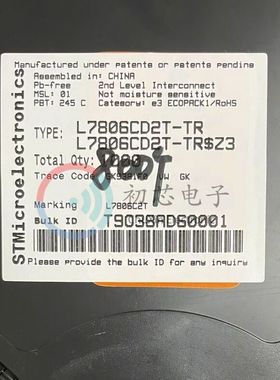 Manufactured under patents or patents pending
Assembled in: CHINA
Pb-free 2nd Level Interconnect
MSL: 01 Not moisture sensitive
PBT: 245 C Category: e3 ECOPACK1/RoHS
STMicroelectronics
TYPE: L7806CD2T-TR
L7806CD2T-TR$Z3
Total Qty:
Trace Code VW GK
初芯电子
Marking L7806C2T
Bulk ID T9038AD60001
Please provide the bulk ID for any inquiry